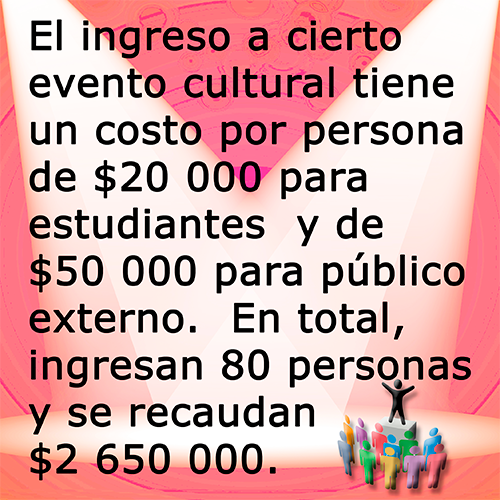 El ingreso a cierto
evento cultural tiene
un costo por persona
de $20 000 para
estudiantes y de
$50 000 para público
externo. En total,
ingresan 80 personas
y se recaudan
$2 650 000.